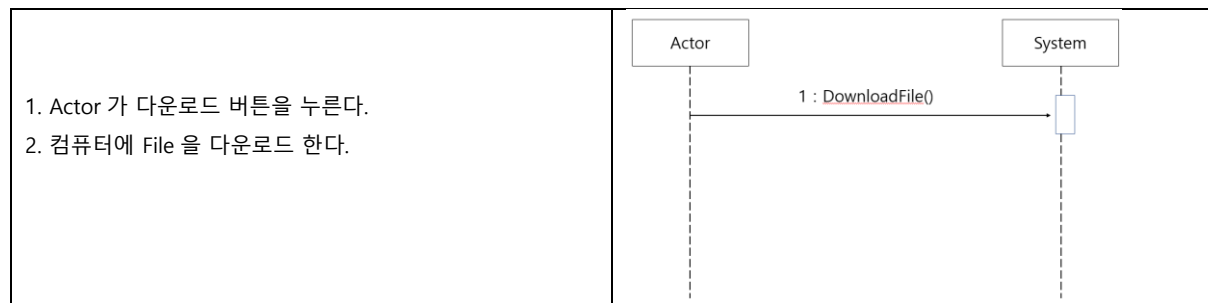 1. Actor 가 다운로드 버튼을 누른다.
2. 컴퓨터에 File 을 다운로드 한다.
Actor
System
1 : DownloadFile()